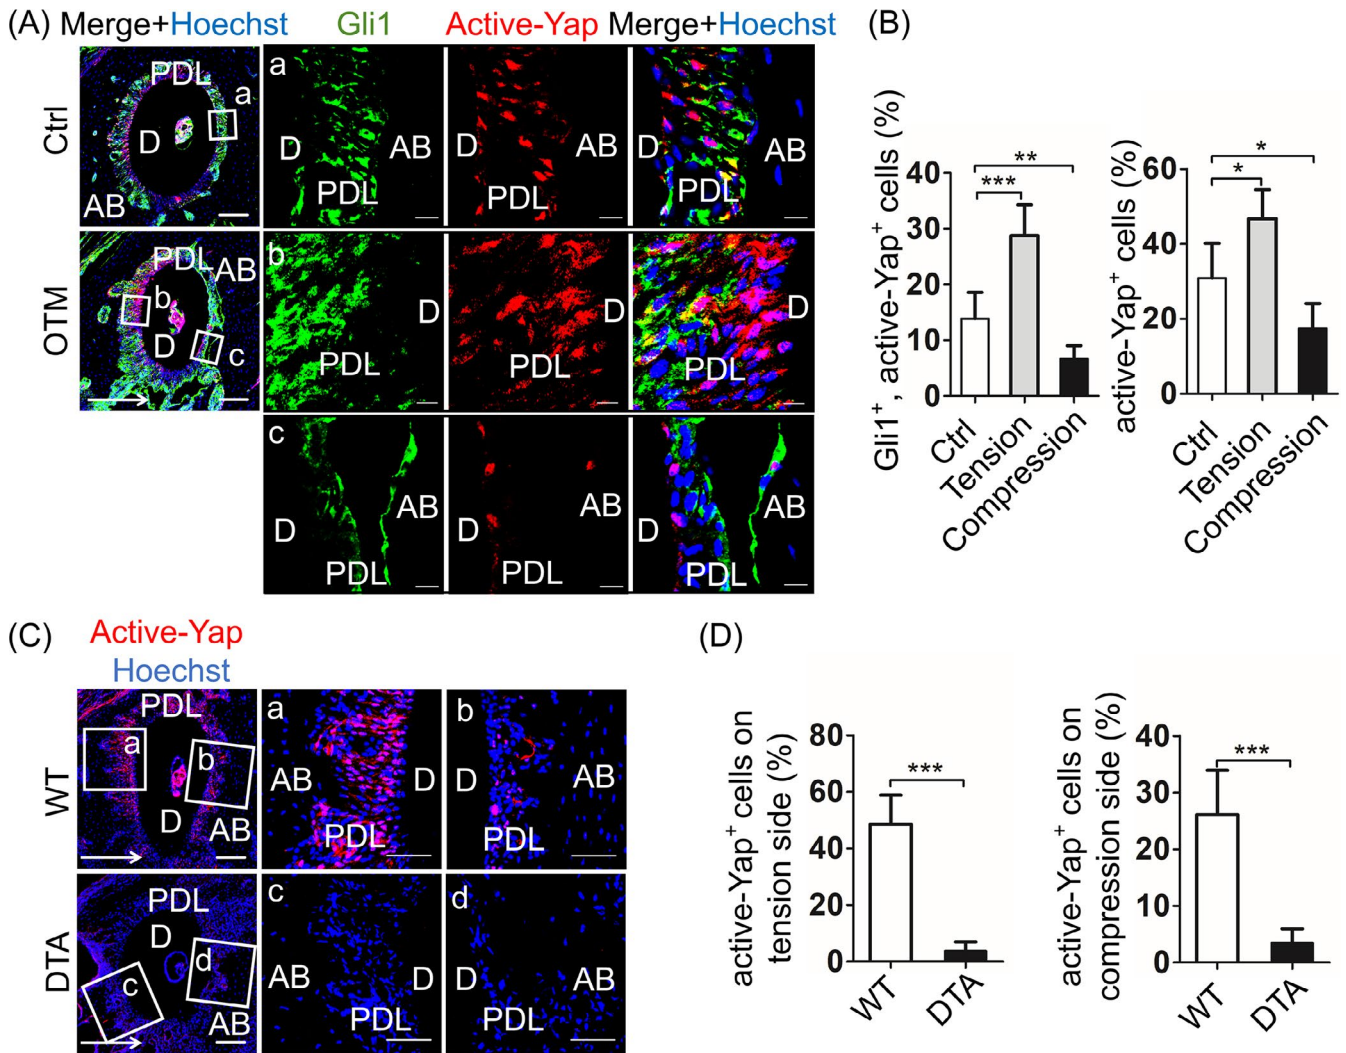 (A) Merge+Hoechst Gli1 Active-Yap Merge+Hoechst
Ctrl
PDL
a
D
AB
a
D
AB
PDL
D
AB
PDL
D
AB
PDL
OTM
PDL
AB
b
D
c
b
D
PDL
D
PDL
D
PDL
c
D
AB
PDL
D
AB
PDL
D
AB
PDL
(B)
Gli1+, active-Yap+ cells (%)
40
30
20
10
0
**
***
Ctrl
Tension
Compression
active-Yap+ cells (%)
60
40
20
0
*
*
Ctrl
Tension
Compression
(C) Active-Yap
Hoechst
WT
PDL
a
b
D
AB
a
AB
D
PDL
b
D
AB
PDL
DTA
PDL
D
d
c
AB
c
AB
D
PDL
d
D
AB
PDL
(D)
active-Yap+ cells on
tension side (%)
80
60
40
20
0
***
WT
DTA
active-Yap+ cells on
compression side (%)
40
30
20
10
0
***
WT
DTA